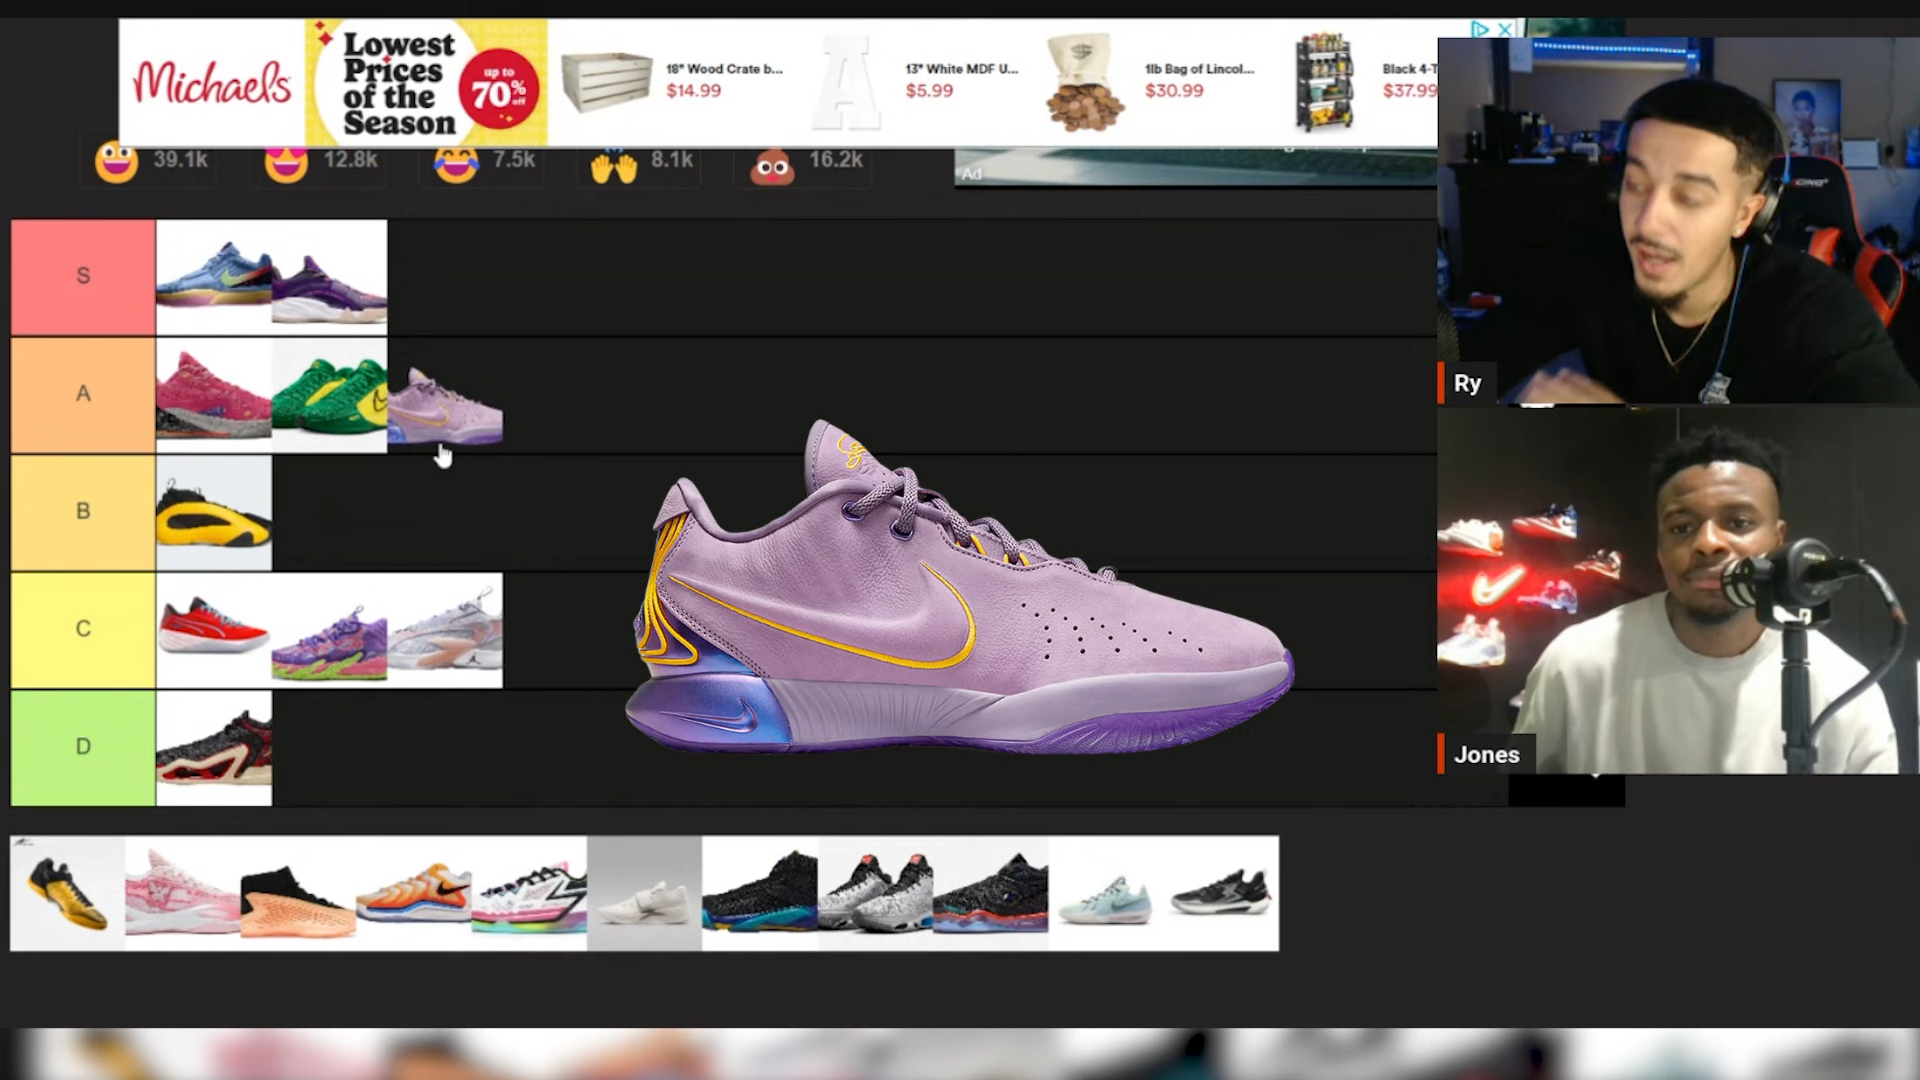 Michaels
Lowest
Prices
of the
Season
up to
70%
off
18" Wood Crate b...
$14.99
13" White MDF U...
$5.99
1lb Bag of Lincol...
$30.99
Black 4-T
$37.99
39.1k
12.8k
7.5k
8.1k
16.2k
Ad
S
A
B
C
D
Ry
Jones